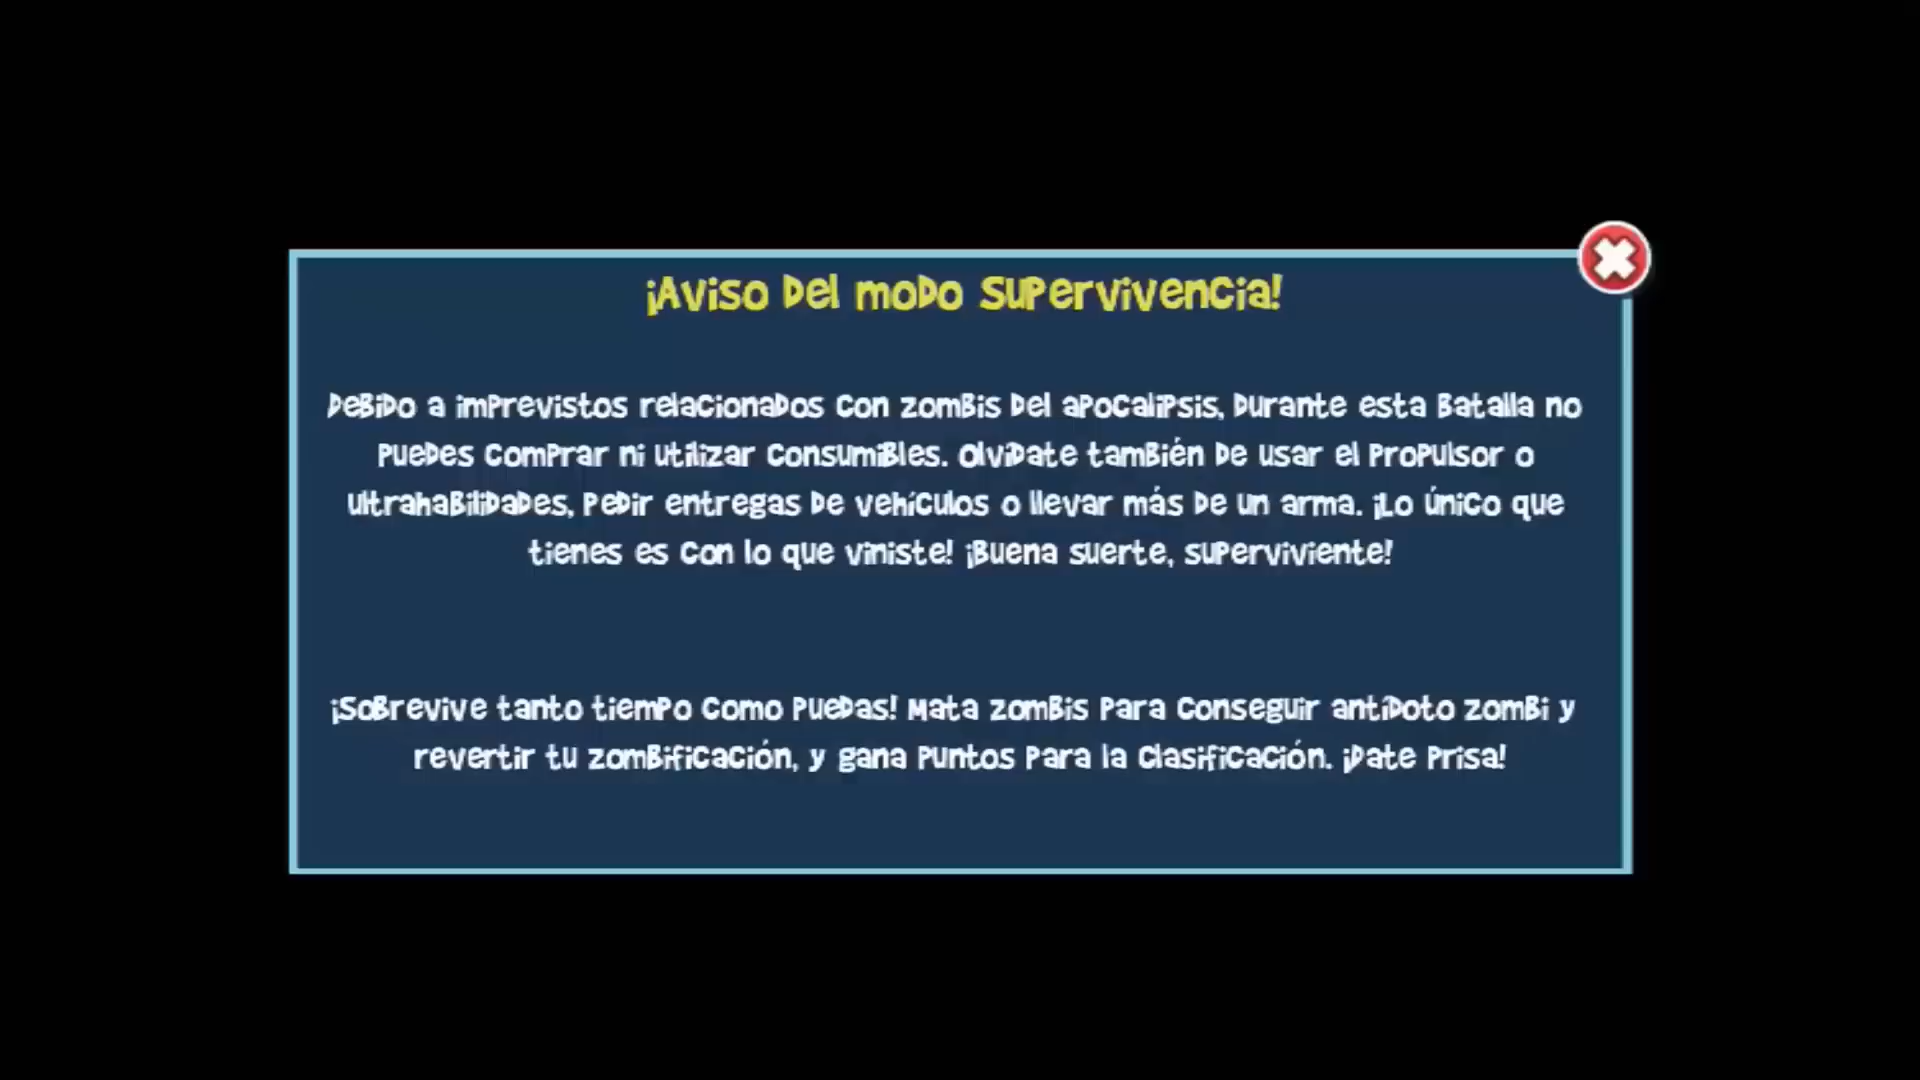 ¡Aviso del modo Supervivencia!
Debido a imprevistos relacionados con zombis del apocalipsis, durante esta batalla no
puedes comprar ni utilizar consumibles. Olvídate también de usar el propulsor o
ultrahabilidades, pedir entregas de vehículos o llevar más de un arma. ¡Lo único que
tienes es con lo que viniste! ¡Buena suerte, superviviente!
¡Sobrevive tanto tiempo como puedas! Mata zombis para conseguir antídoto zombi y
revertir tu zombificación, y gana puntos para la clasificación. ¡Date prisa!